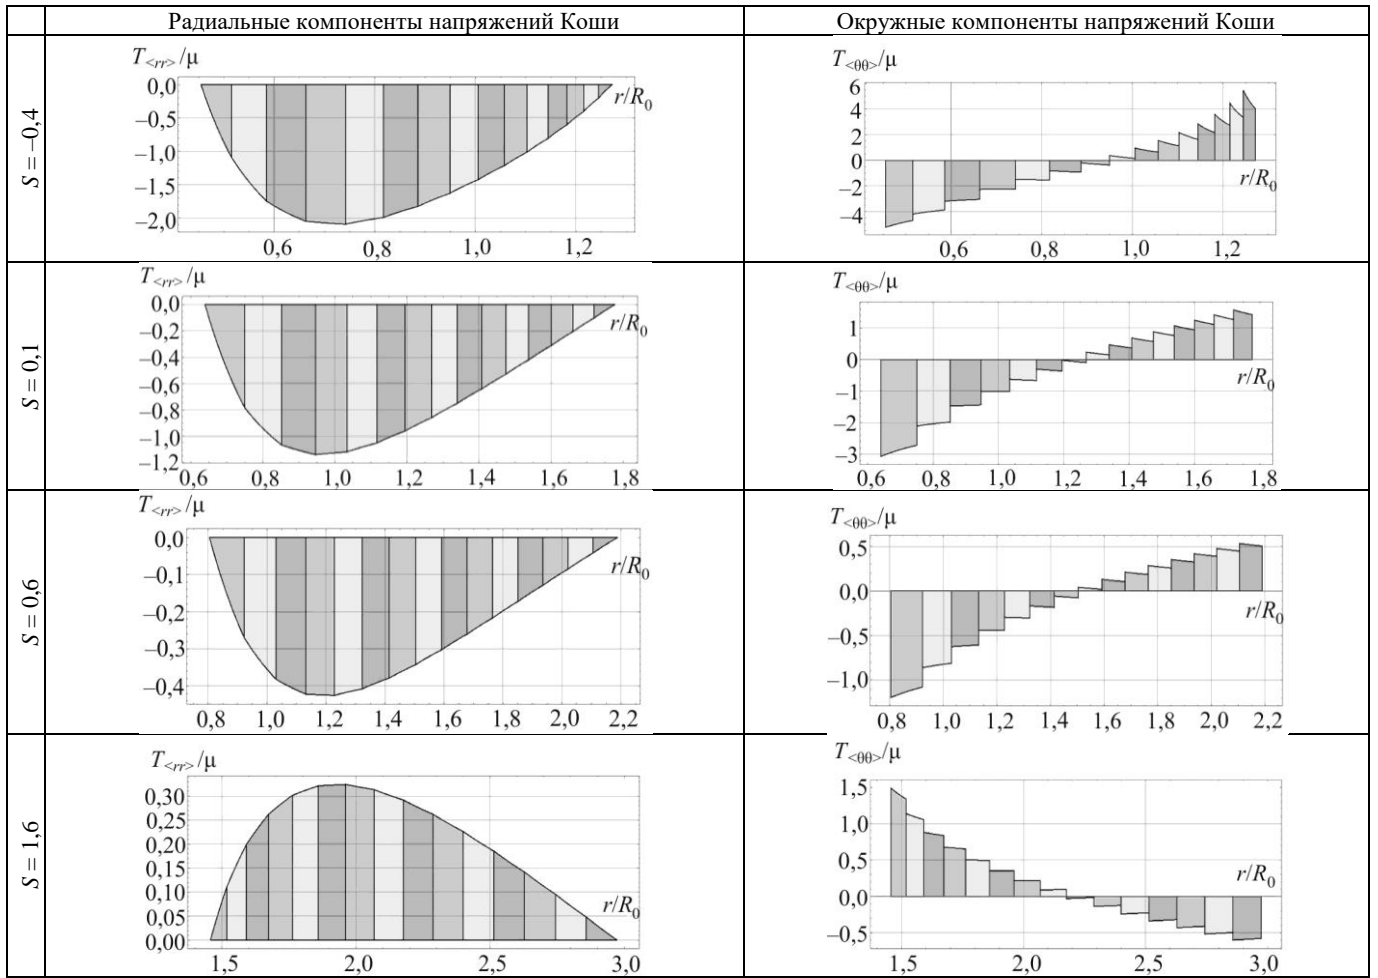 Радиальные компоненты напряжений Коши
Окружные компоненты напряжений Коши
S = –0,4
T<rr>/μ
0,0
–0,5
–1,0
–1,5
–2,0
0,6 0,8 1,0 1,2
r/R0
T<θθ>/μ
6
4
2
0
–2
–4
0,6 0,8 1,0 1,2
r/R0
S = 0,1
T<rr>/μ
0,0
–0,2
–0,4
–0,6
–0,8
–1,0
–1,2
0,6 0,8 1,0 1,2 1,4 1,6 1,8
r/R0
T<θθ>/μ
1
0
–1
–2
–3
0,6 0,8 1,0 1,2 1,4 1,6 1,8
r/R0
S = 0,6
T<rr>/μ
0,0
–0,1
–0,2
–0,3
–0,4
0,8 1,0 1,2 1,4 1,6 1,8 2,0 2,2
r/R0
T<θθ>/μ
0,5
0,0
–0,5
–1,0
0,8 1,0 1,2 1,4 1,6 1,8 2,0 2,2
r/R0
S = 1,6
T<rr>/μ
0,30
0,25
0,20
0,15
0,10
0,05
0,00
1,5 2,0 2,5 3,0
r/R0
T<θθ>/μ
1,5
1,0
0,5
0,0
–0,5
1,5 2,0 2,5 3,0
r/R0